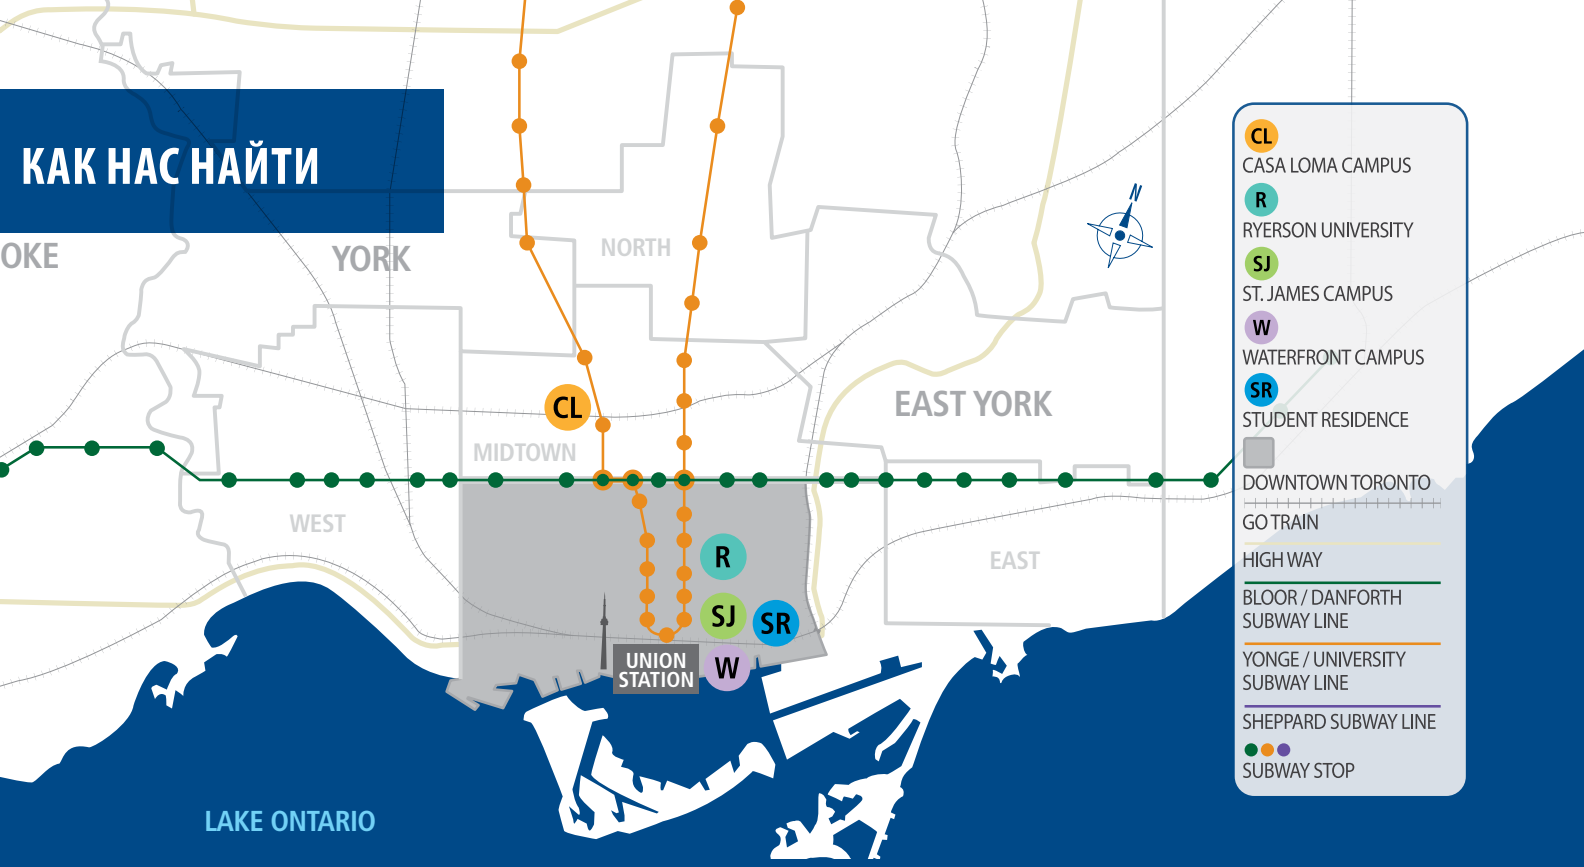 КАК НАС НАЙТИ
OKE
YORK
NORTH
N
CL
MIDTOWN
EAST YORK
WEST
EAST
R
SJ
SR
W
UNION
STATION
LAKE ONTARIO
CL
CASA LOMA CAMPUS
R
RYERSON UNIVERSITY
SJ
ST. JAMES CAMPUS
W
WATERFRONT CAMPUS
SR
STUDENT RESIDENCE
DOWNTOWN TORONTO
GO TRAIN
HIGH WAY
BLOOR / DANFORTH
SUBWAY LINE
YONGE / UNIVERSITY
SUBWAY LINE
SHEPPARD SUBWAY LINE
SUBWAY STOP